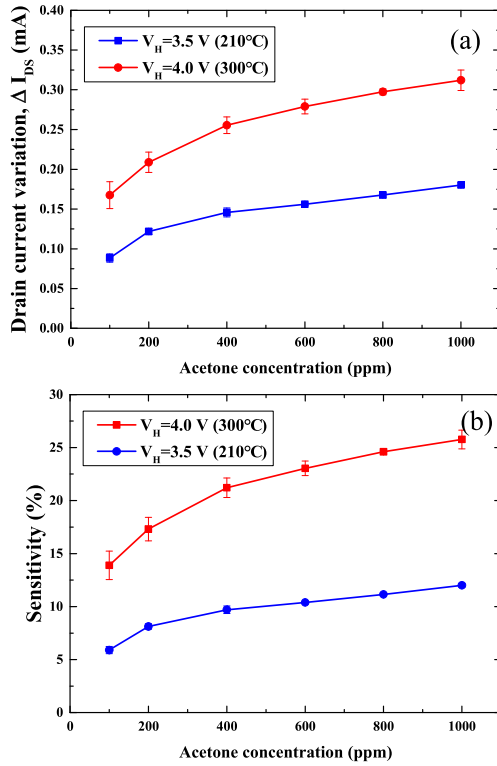 (a)
V_H=3.5 V (210℃)
V_H=4.0 V (300℃)
Drain current variation, Δ I_DS (mA)
0.40
0.35
0.30
0.25
0.20
0.15
0.10
0.05
0.00
0 200 400 600 800 1000
Acetone concentration (ppm)
(b)
V_H=4.0 V (300℃)
V_H=3.5 V (210℃)
Sensitivity (%)
30
25
20
15
10
5
0
0 200 400 600 800 1000
Acetone concentration (ppm)